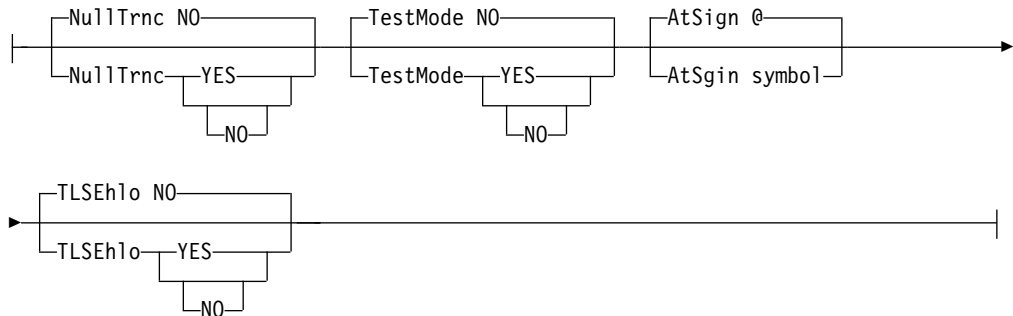 NullTrnc NO TestMode NO AtSign @
NullTrnc YES TestMode YES AtSgin symbol
NO NO
TLSEhlo NO
TLSEhlo YES
NO